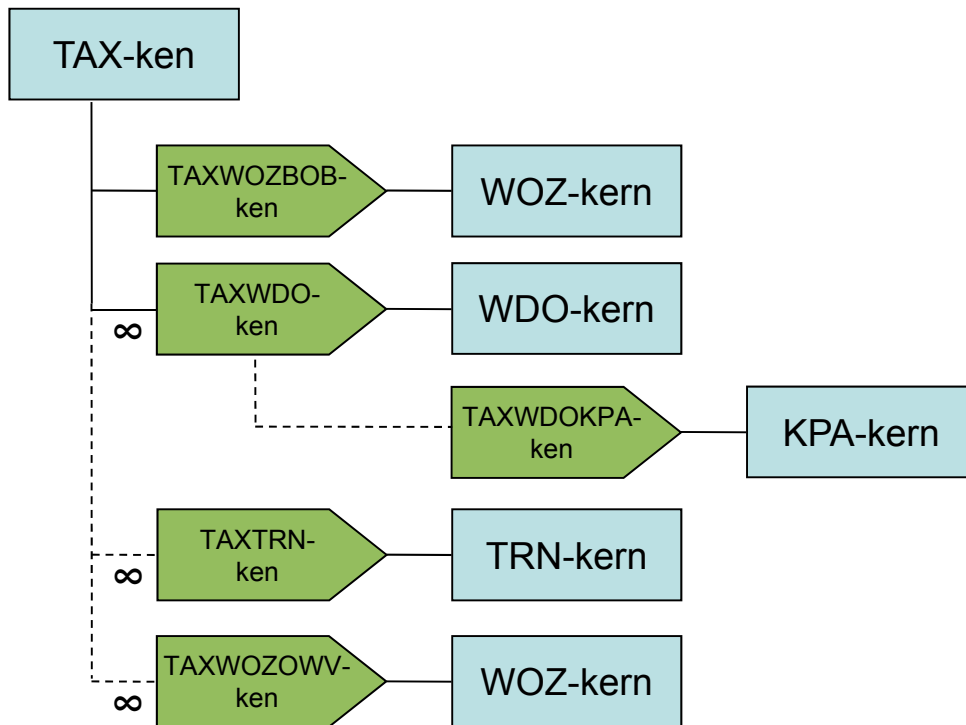 TAX-ken
TAXWOZBOB-
ken
WOZ-kern
TAXWDO-
ken
∞
WDO-kern
TAXWDOKPA-
ken
KPA-kern
TAXTRN-
ken
∞
TRN-kern
TAXWOZOWV-
ken
∞
WOZ-kern